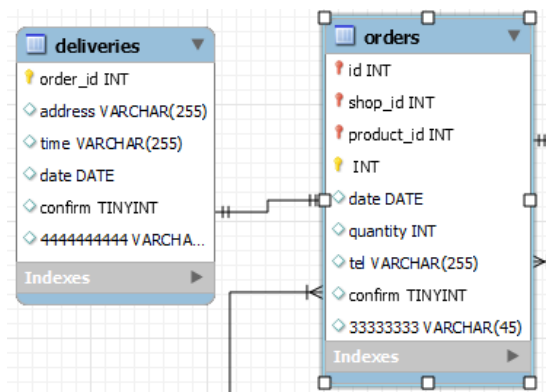 deliveries
order_id INT
address VARCHAR(255)
time VARCHAR(255)
date DATE
confirm TINYINT
4444444444 VARCHA...
Indexes
orders
id INT
shop_id INT
product_id INT
INT
date DATE
quantity INT
tel VARCHAR(255)
confirm TINYINT
33333333 VARCHAR(45)
Indexes